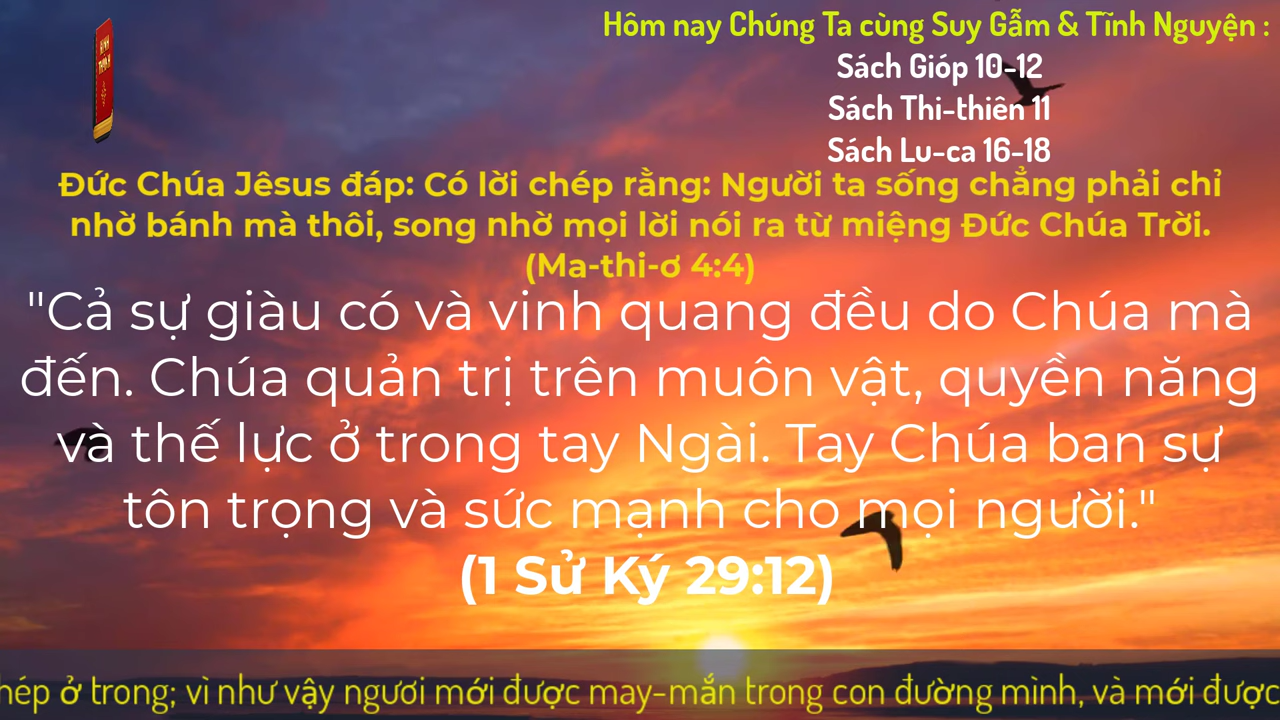 KINH
THÁNH
Hôm nay Chúng Ta cùng Suy Gẫm & Tĩnh Nguyện :
Sách Gióp 10-12
Sách Thi-thiên 11
Sách Lu-ca 16-18
Đức Chúa Jêsus đáp: Có lời chép rằng: Người ta sống chẳng phải chỉ
nhờ bánh mà thôi, song nhờ mọi lời nói ra từ miệng Đức Chúa Trời.
(Ma-thi-ơ 4:4)
"Cả sự giàu có và vinh quang đều do Chúa mà
đến. Chúa quản trị trên muôn vật, quyền năng
và thế lực ở trong tay Ngài. Tay Chúa ban sự
tôn trọng và sức mạnh cho mọi người."
(1 Sử Ký 29:12)
hép ở trong; vì như vậy ngươi mới được may-mắn trong con đường mình, và mới được